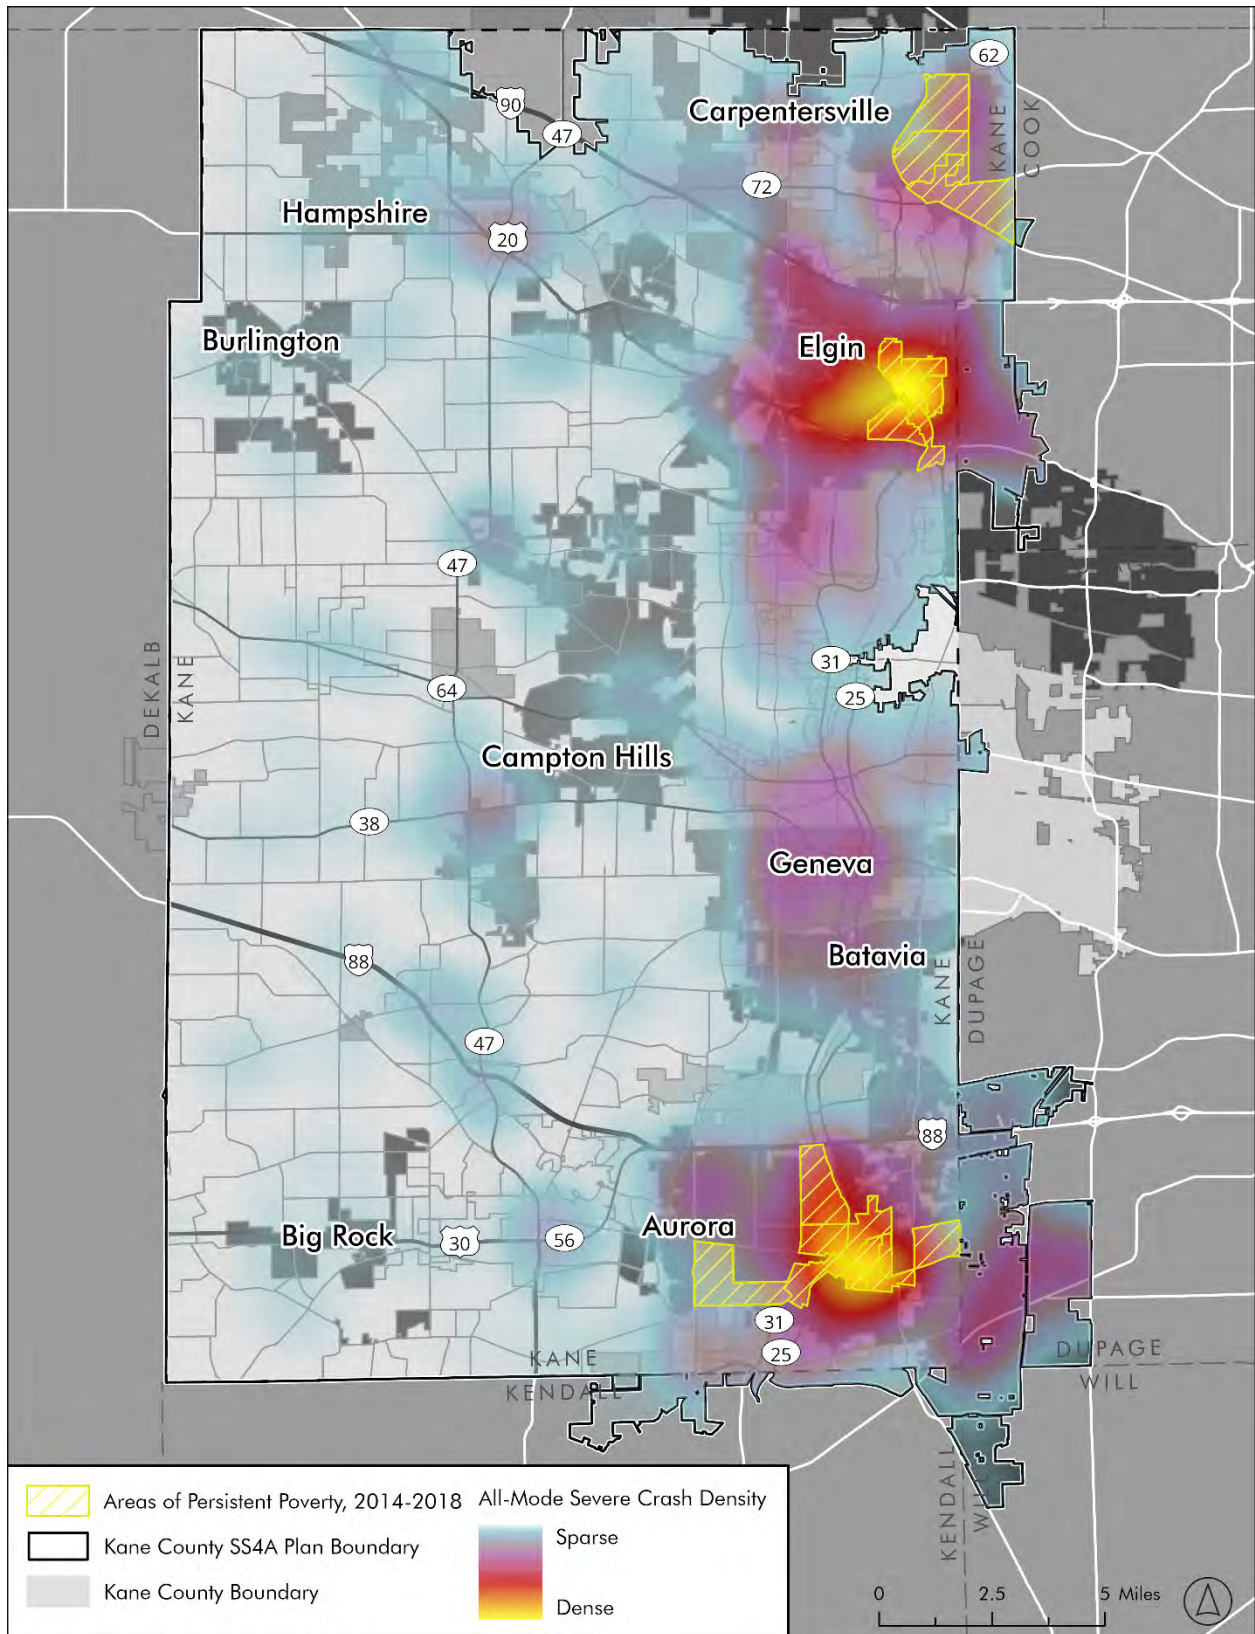 62
Carpentersville
90
47
KANE
COOK
72
Hampshire
20
Burlington
Elgin
47
DEKALB
KANE
31
64
25
Campton Hills
38
Geneva
Batavia
88
KANE
DUPAGE
47
88
Aurora
Big Rock
30
56
31
25
KANE
KENDALL
DUPAGE
WILL
KENDALL
WILL
Areas of Persistent Poverty, 2014-2018
Kane County SS4A Plan Boundary
Kane County Boundary
All-Mode Severe Crash Density
Sparse
Dense
0 2.5 5 Miles